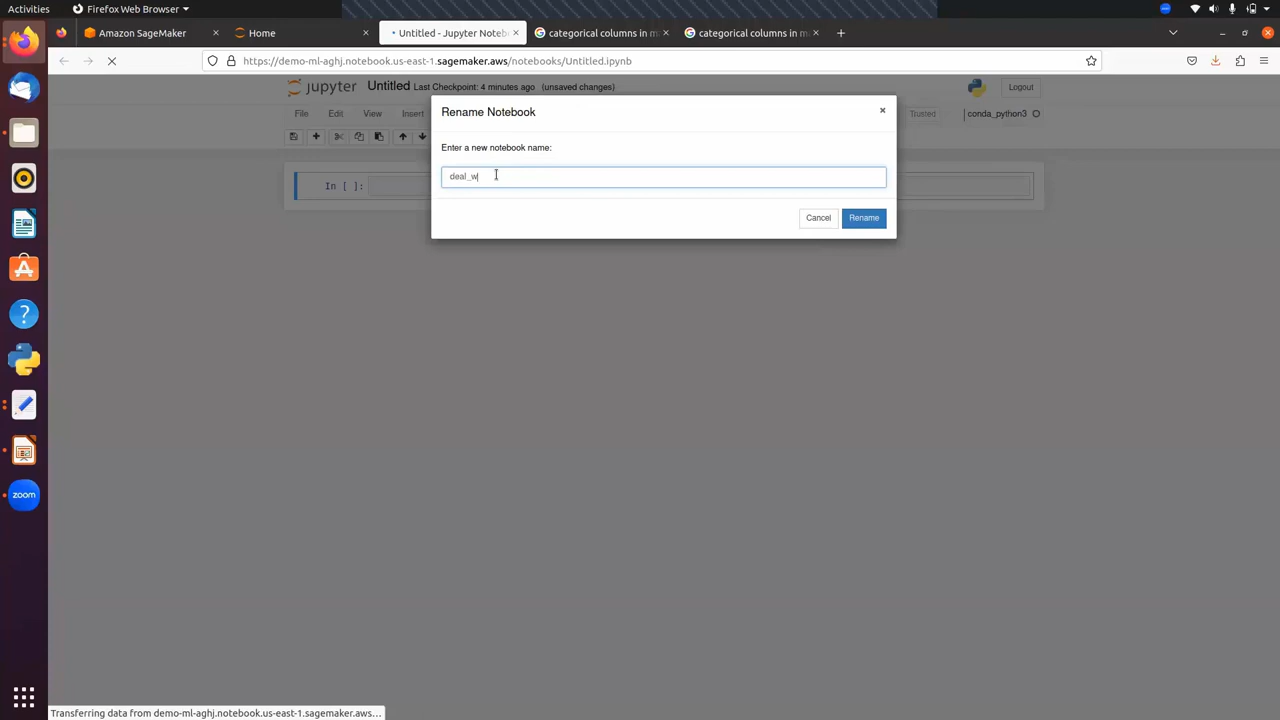 Activities
Firefox Web Browser
Amazon SageMaker
Home
Untitled - Jupyter Noteb
categorical columns in m
categorical columns in m
https://demo-ml-aghj.notebook.us-east-1.sagemaker.aws/notebooks/Untitled.ipynb
jupyter Untitled Last Checkpoint: 4 minutes ago (unsaved changes)
Logout
File Edit View Insert
Trusted
conda_python3
Rename Notebook
Enter a new notebook name:
deal_w
Cancel
Rename
In [ ]:
zoom
Transferring data from demo-ml-aghj.notebook.us-east-1.sagemaker.aws...